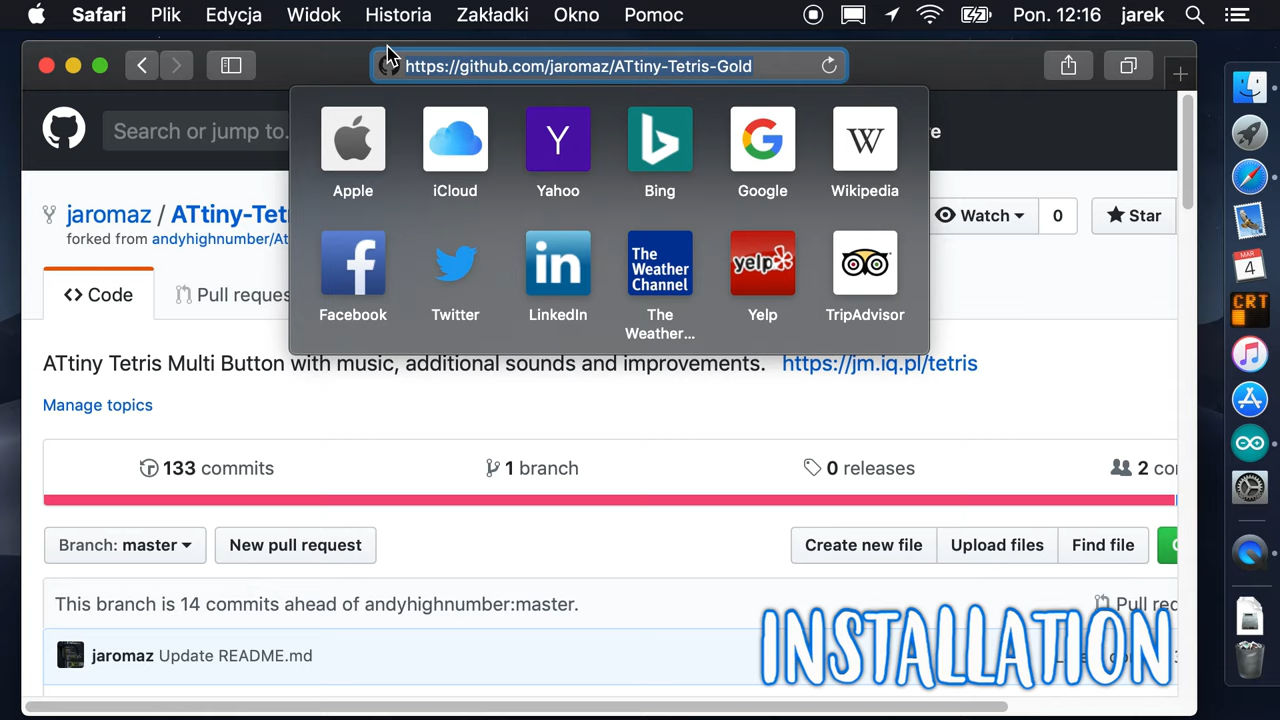 Safari Plik Edycja Widok Historia Zakładki Okno Pomoc Pon. 12:16 jarek
https://github.com/jaromaz/ATtiny-Tetris-Gold
Search or jump to.
Apple iCloud Yahoo Bing Google Wikipedia
jaromaz / ATtiny-Tet
Watch 0 Star
forked from andyhighnumber/At
The Weather Channel
yelp
MAR 4
CRT
Code Pull reques
Facebook Twitter LinkedIn The Weather... Yelp TripAdvisor
ATtiny Tetris Multi Button with music, additional sounds and improvements. https://jm.iq.pl/tetris
Manage topics
133 commits 1 branch 0 releases 2 co
Branch: master New pull request Create new file Upload files Find file
This branch is 14 commits ahead of andyhighnumber:master. Pull req
jaromaz Update README.md
INSTALLATION